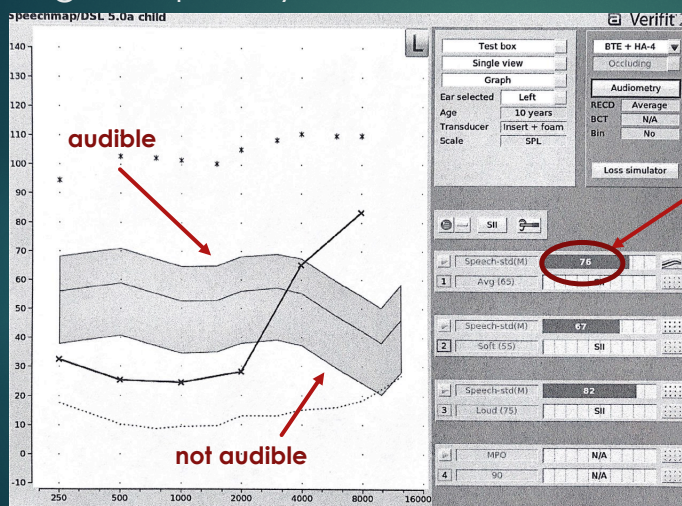 Speechmap/DSL 5.0a child
Verifit
L
140
130
120
110
100
90
80
70
60
50
40
30
20
10
0
-10
250
500
1000
2000
4000
8000
16000
audible
not audible
Test box
Single view
Graph
Ear selected Left
Age 10 years
Transducer Insert + foam
Scale SPL
BTE + HA-4
Occluding
Audiometry
RECD Average
BCT N/A
Bin No
Loss simulator
SII
Speech-std(M) 76
1 Avg (65)
Speech-std(M) 67
2 Soft (55) SII
Speech-std(M) 82
3 Loud (75) SII
MPO N/A
4 90 N/A